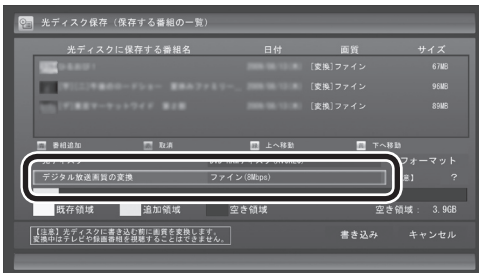 光ディスク保存(保存する番組の一覧)
光ディスクに保存する番組名 日付 画質 サイズ
[変換]ファイン 67MB
[変換]ファイン 96MB
[変換]ファイン 89MB
番組追加 取消 上へ移動 下へ移動
フォーマット
デジタル放送画質の変換 ファイン(8Mbps) ?
既存領域 追加領域 空き領域 空き領域: 3.9GB
【注意】光ディスクに書き込む前に画質を変換します。
変換中はテレビや録画番組を視聴することはできません。
書き込み キャンセル